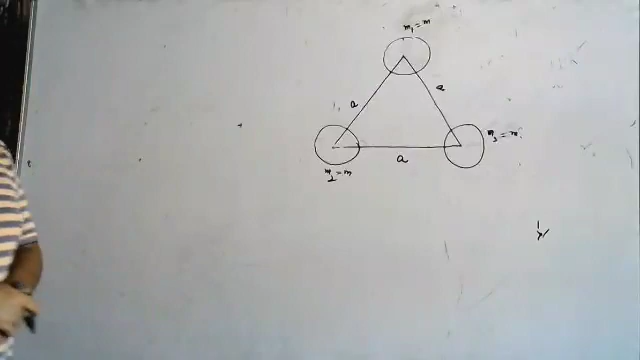 m₁ = m
a
a
m₃ = m
a
m₂ = m